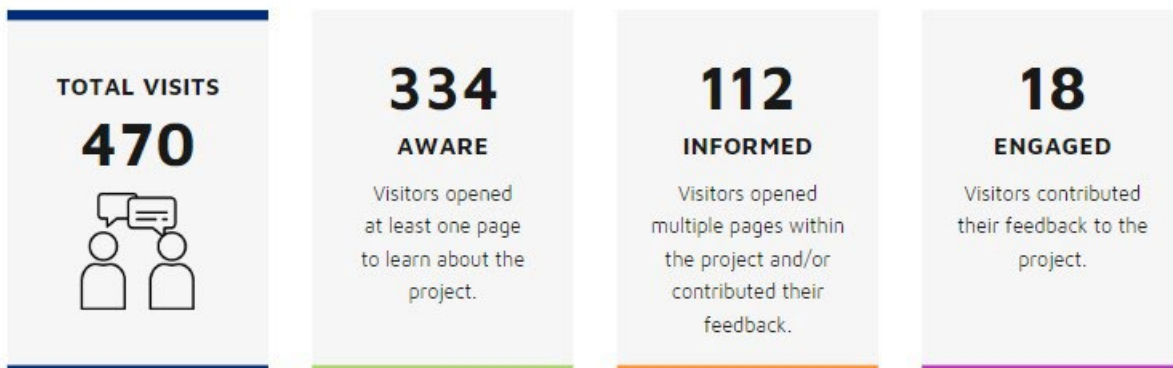 TOTAL VISITS
470
334
AWARE
Visitors opened
at least one page
to learn about the
project.
112
INFORMED
Visitors opened
multiple pages within
the project and/or
contributed their
feedback.
18
ENGAGED
Visitors contributed
their feedback to the
project.